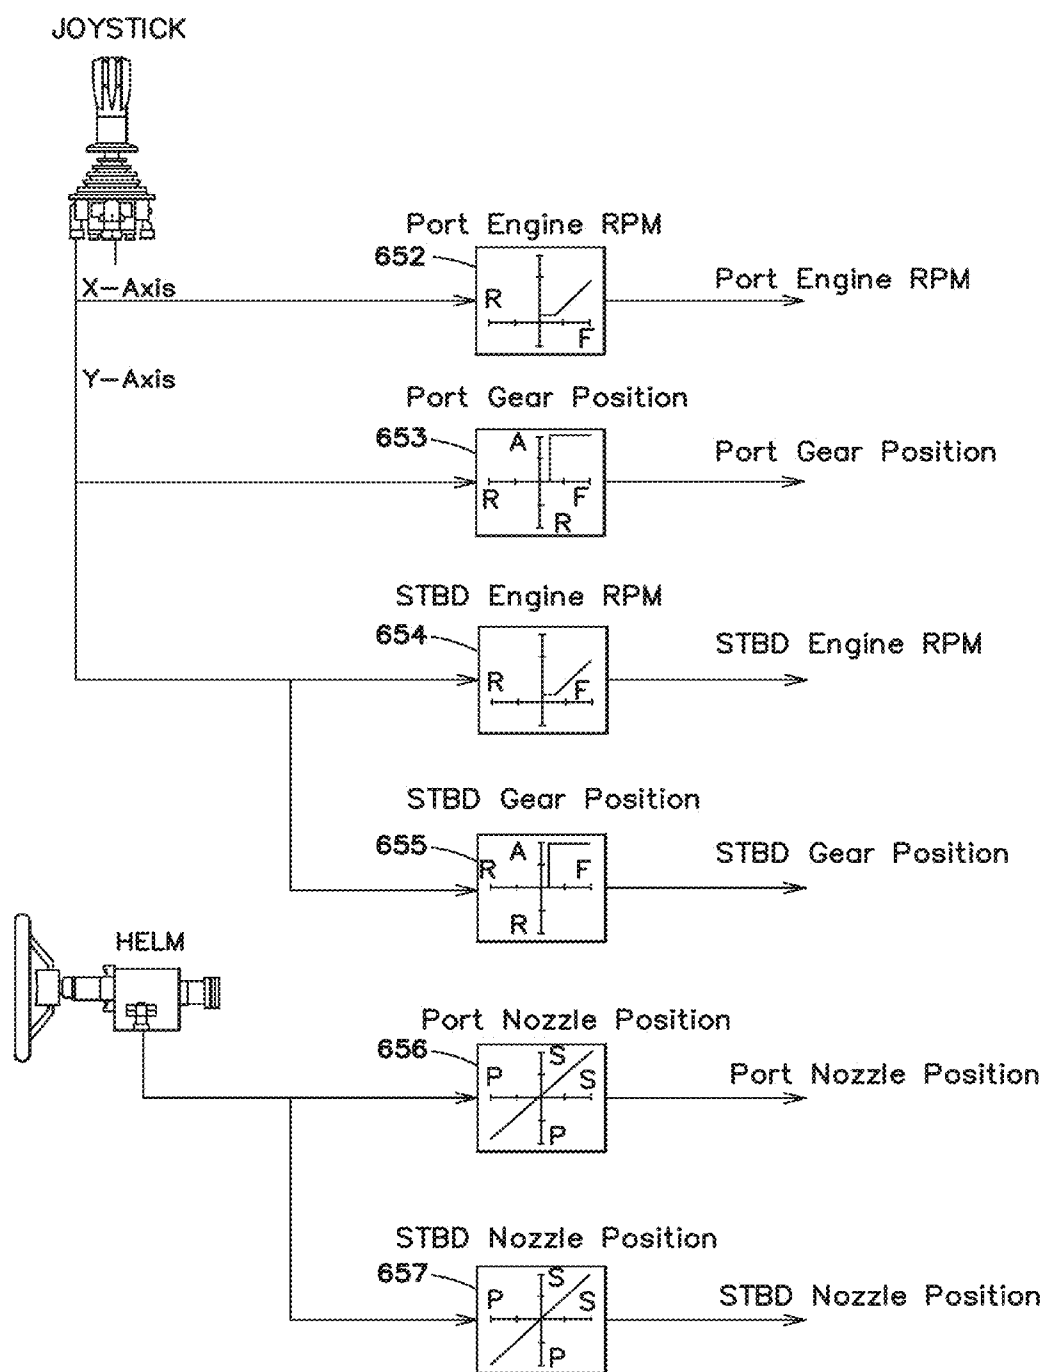 JOYSTICK
Port Engine RPM
652
X-Axis
R
F
Port Engine RPM
Y-Axis
Port Gear Position
653
A
R
F
R
Port Gear Position
STBD Engine RPM
654
R
F
STBD Engine RPM
STBD Gear Position
655
R
A
F
R
STBD Gear Position
HELM
Port Nozzle Position
656
P
S
S
P
Port Nozzle Position
STBD Nozzle Position
657
P
S
S
P
STBD Nozzle Position